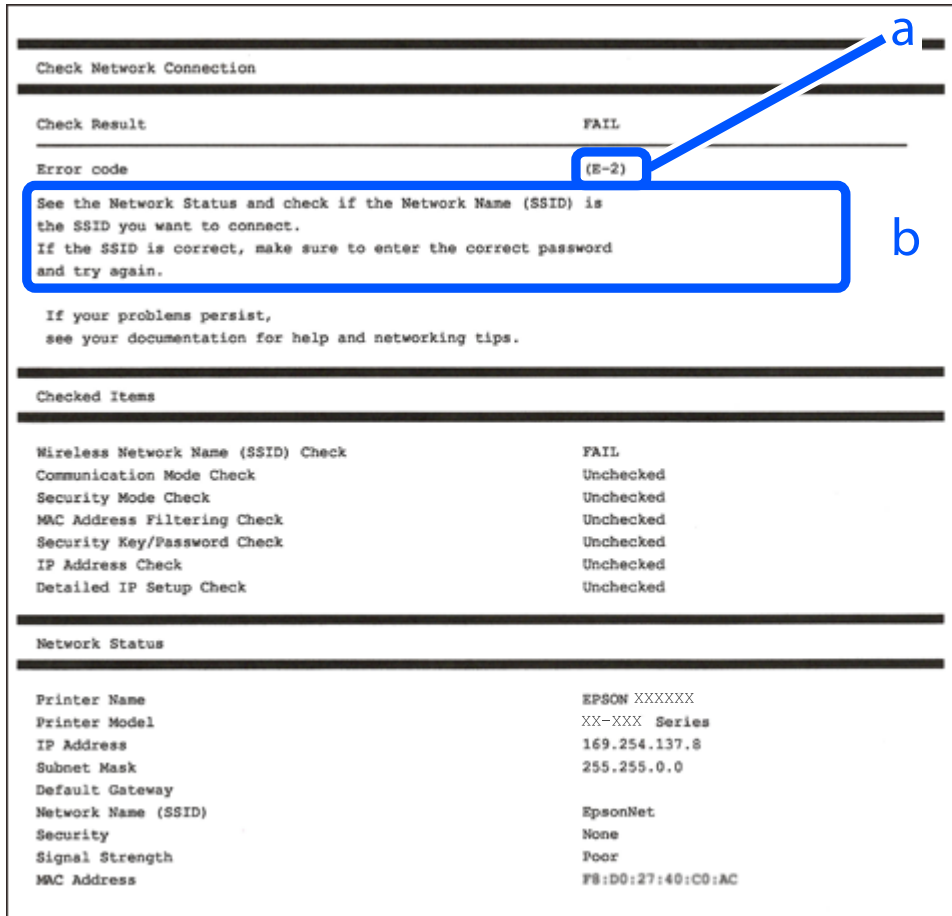 a
Check Network Connection
Check Result FAIL
Error code (E-2)
See the Network Status and check if the Network Name (SSID) is
the SSID you want to connect.
If the SSID is correct, make sure to enter the correct password
and try again.
b
If your problems persist,
see your documentation for help and networking tips.
Checked Items
Wireless Network Name (SSID) Check FAIL
Communication Mode Check Unchecked
Security Mode Check Unchecked
MAC Address Filtering Check Unchecked
Security Key/Password Check Unchecked
IP Address Check Unchecked
Detailed IP Setup Check Unchecked
Network Status
Printer Name EPSON XXXXXX
Printer Model XX-XXX Series
IP Address 169.254.137.8
Subnet Mask 255.255.0.0
Default Gateway
Network Name (SSID) EpsonNet
Security None
Signal Strength Poor
MAC Address F8:D0:27:40:C0:AC